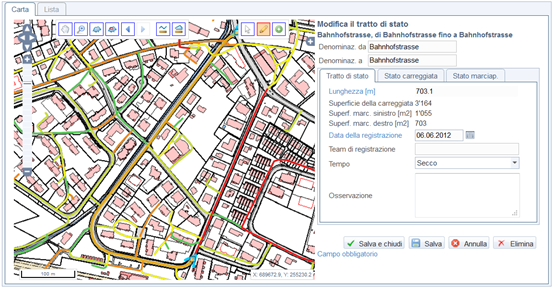 Carta
Lista
Modifica il tratto di stato
Bahnhofstrasse, di Bahnhofstrasse fino a Bahnhofstrasse
Denominaz. da Bahnhofstrasse
Denominaz. a Bahnhofstrasse
Tratto di stato
Stato carreggiata
Stato marciap.
Lunghezza [m] 703.1
Superficie della carreggiata 3'164
Superf. marc. sinistro [m2] 1'055
Superf. marc. destro [m2] 703
Data della registrazione 06.06.2012
Team di registrazione
Tempo Secco
Osservazione
Salva e chiudi
Salva
Annulla
Elimina
Campo obbligatorio
100 m
X: 689672.9, Y: 255238.2